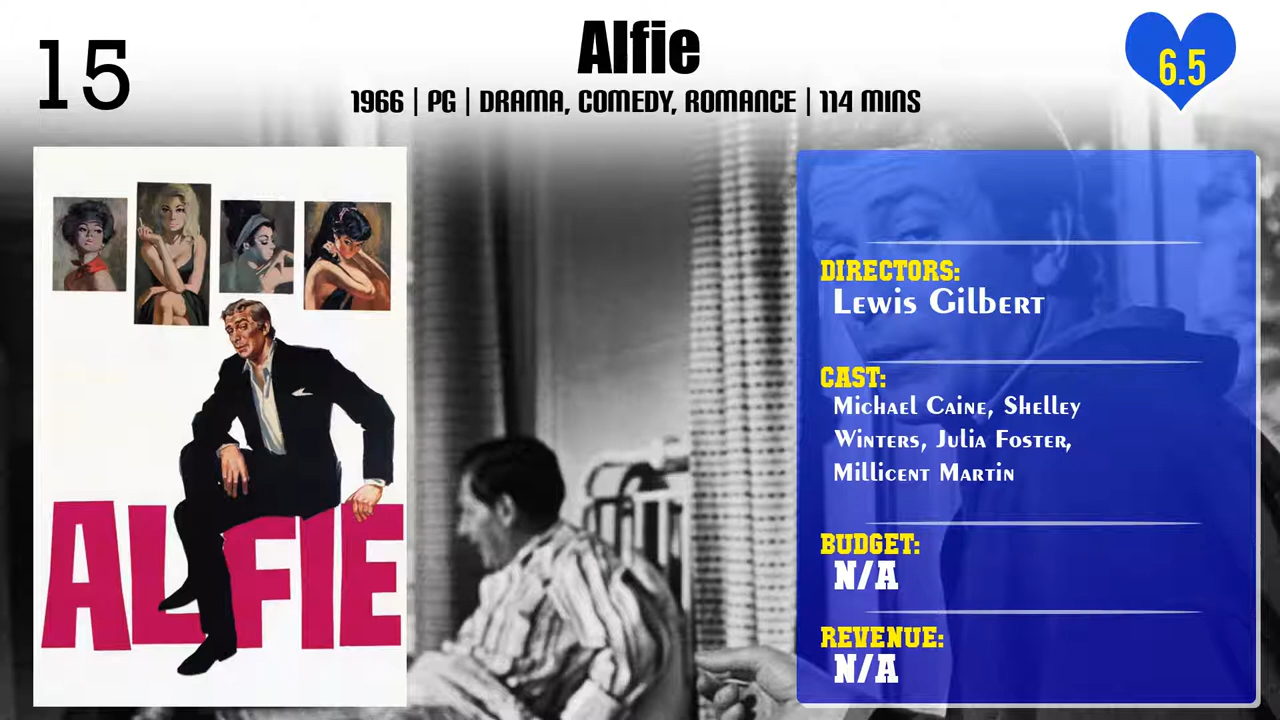 15
Alfie
6.5
1966 | PG | DRAMA, COMEDY, ROMANCE | 114 MINS
ALFIE
DIRECTORS:
Lewis Gilbert
CAST:
Michael Caine, Shelley
Winters, Julia Foster,
Millicent Martin
BUDGET:
N/A
REVENUE:
N/A